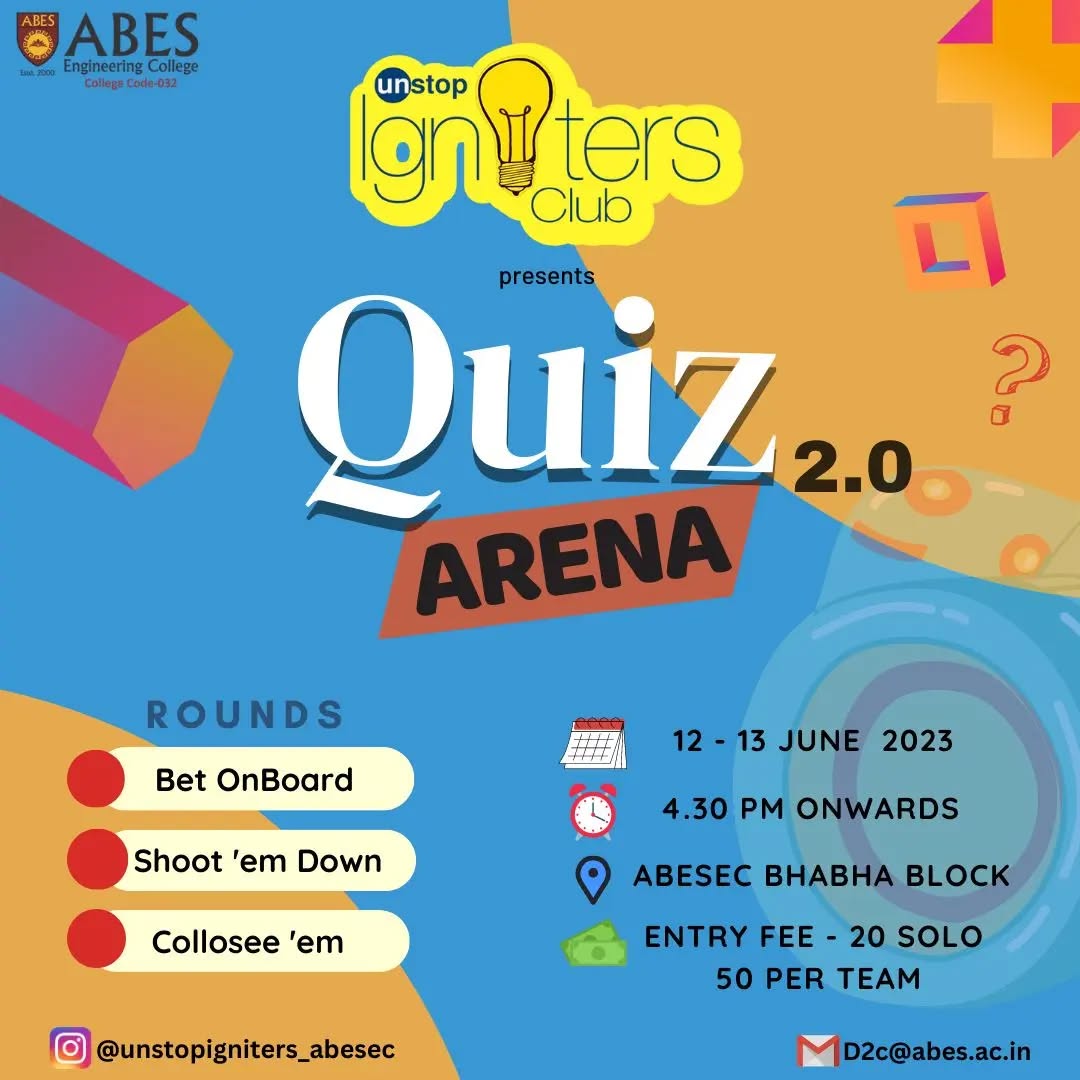 ABES
ABES
Engineering College
Estd. 2000
College Code-032
unstop
Igniters
Club
presents
Quiz
2.0
ARENA
ROUNDS
Bet OnBoard
Shoot 'em Down
Collosee 'em
12 - 13 JUNE 2023
4.30 PM ONWARDS
ABESEC BHABHA BLOCK
ENTRY FEE - 20 SOLO
50 PER TEAM
@unstopigniters_abesec
D2c@abes.ac.in
?